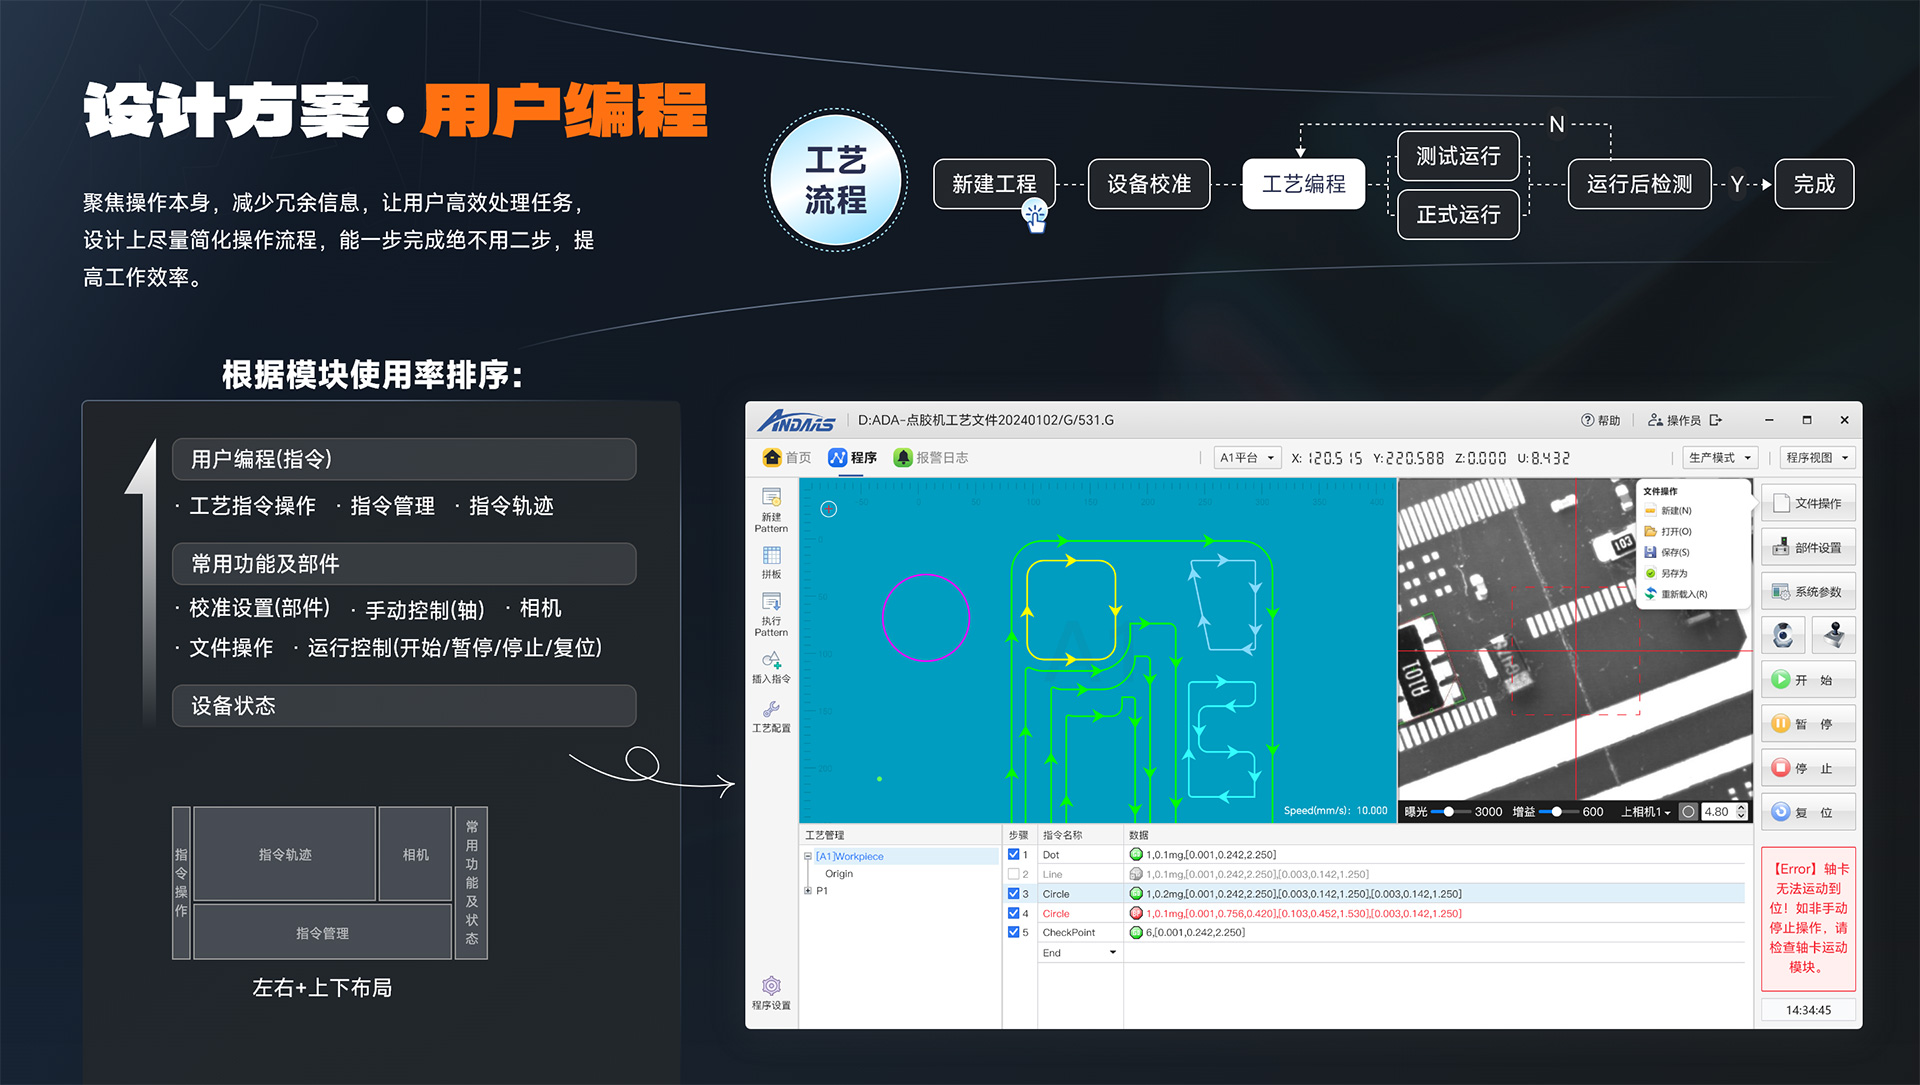 设计方案·用户编程
聚焦操作本身，减少冗余信息，让用户高效处理任务，
设计上尽量简化操作流程，能一步完成绝不用二步，提
高工作效率。
工艺
流程
新建工程
设备校准
工艺编程
测试运行
正式运行
运行后检测
N
Y
完成
根据模块使用率排序：
用户编程(指令)
· 工艺指令操作 · 指令管理 · 指令轨迹
常用功能及部件
· 校准设置(部件) · 手动控制(轴) · 相机
· 文件操作 · 运行控制(开始/暂停/停止/复位)
设备状态
指令操作
指令轨迹
相机
常用功能及状态
指令管理
左右+上下布局
ANDAAS
D:ADA-点胶机工艺文件20240102/G/531.G
帮助
操作员
首页
程序
报警日志
A1平台
X: 120.515 Y:220.588 Z:0.000 U:8.432
生产模式
程序视图
新建
Pattern
拼板
执行
Pattern
插入指令
工艺配置
程序设置
Speed(mm/s): 10.000
文件操作
新建(N)
打开(O)
保存(S)
另存为
重新载入(R)
103
101
曝光 3000 增益 600 上相机1 4.80
文件操作
部件设置
系统参数
开 始
暂 停
停 止
复 位
【Error】轴卡
无法运动到
位！如非手动
停止操作，请
检查轴卡运动
模块。
14:34:45
工艺管理
[A1]Workpiece
Origin
P1
步骤 指令名称 数据
1 Dot 1,0.1mg,[0.001,0.242,2.250]
2 Line 1,0.1mg,[0.001,0.242,2.250],[0.003,0.142,1.250]
3 Circle 1,0.2mg,[0.001,0.242,2.250],[0.003,0.142,1.250],[0.003,0.142,1.250]
4 Circle 1,0.1mg,[0.001,0.756,0.420],[0.103,0.452,1.530],[0.003,0.142,1.250]
5 CheckPoint 6,[0.001,0.242,2.250]
End